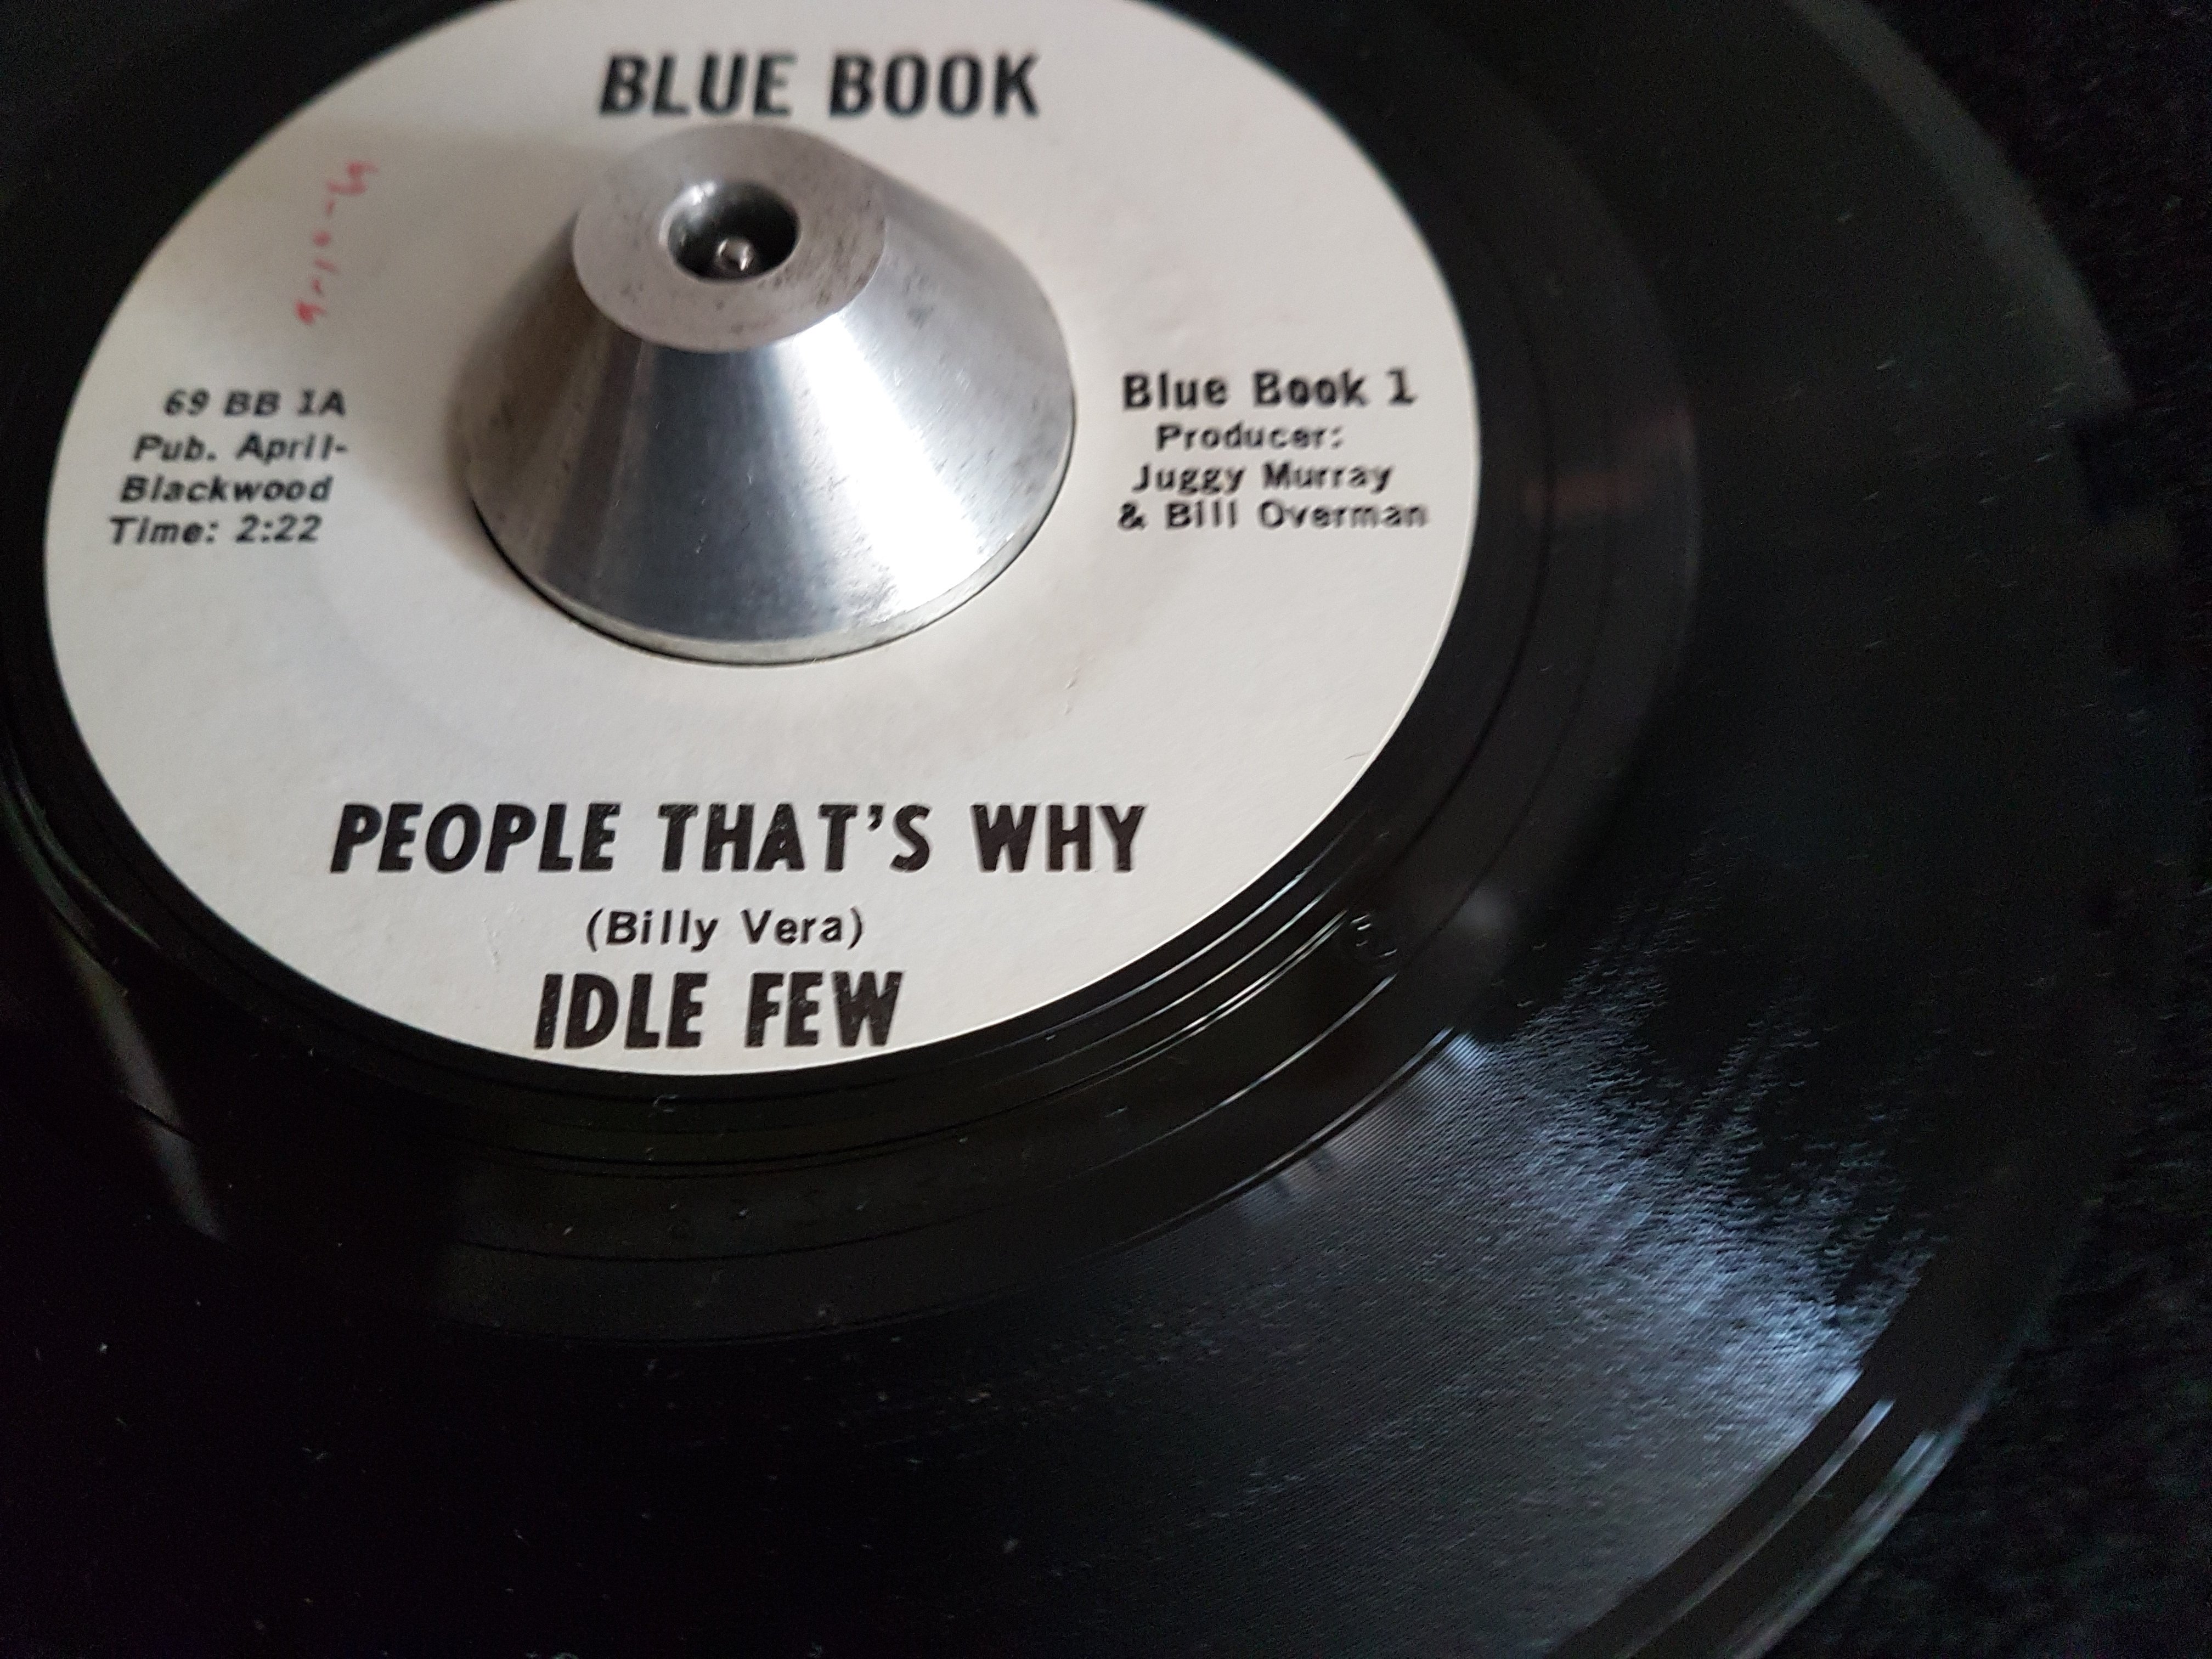 BLUE BOOK
69 BB 1A
Pub. April-
Blackwood
Time: 2:22
Blue Book 1
Producer:
Juggy Murray
& Bill Overman
PEOPLE THAT'S WHY
(Billy Vera)
IDLE FEW